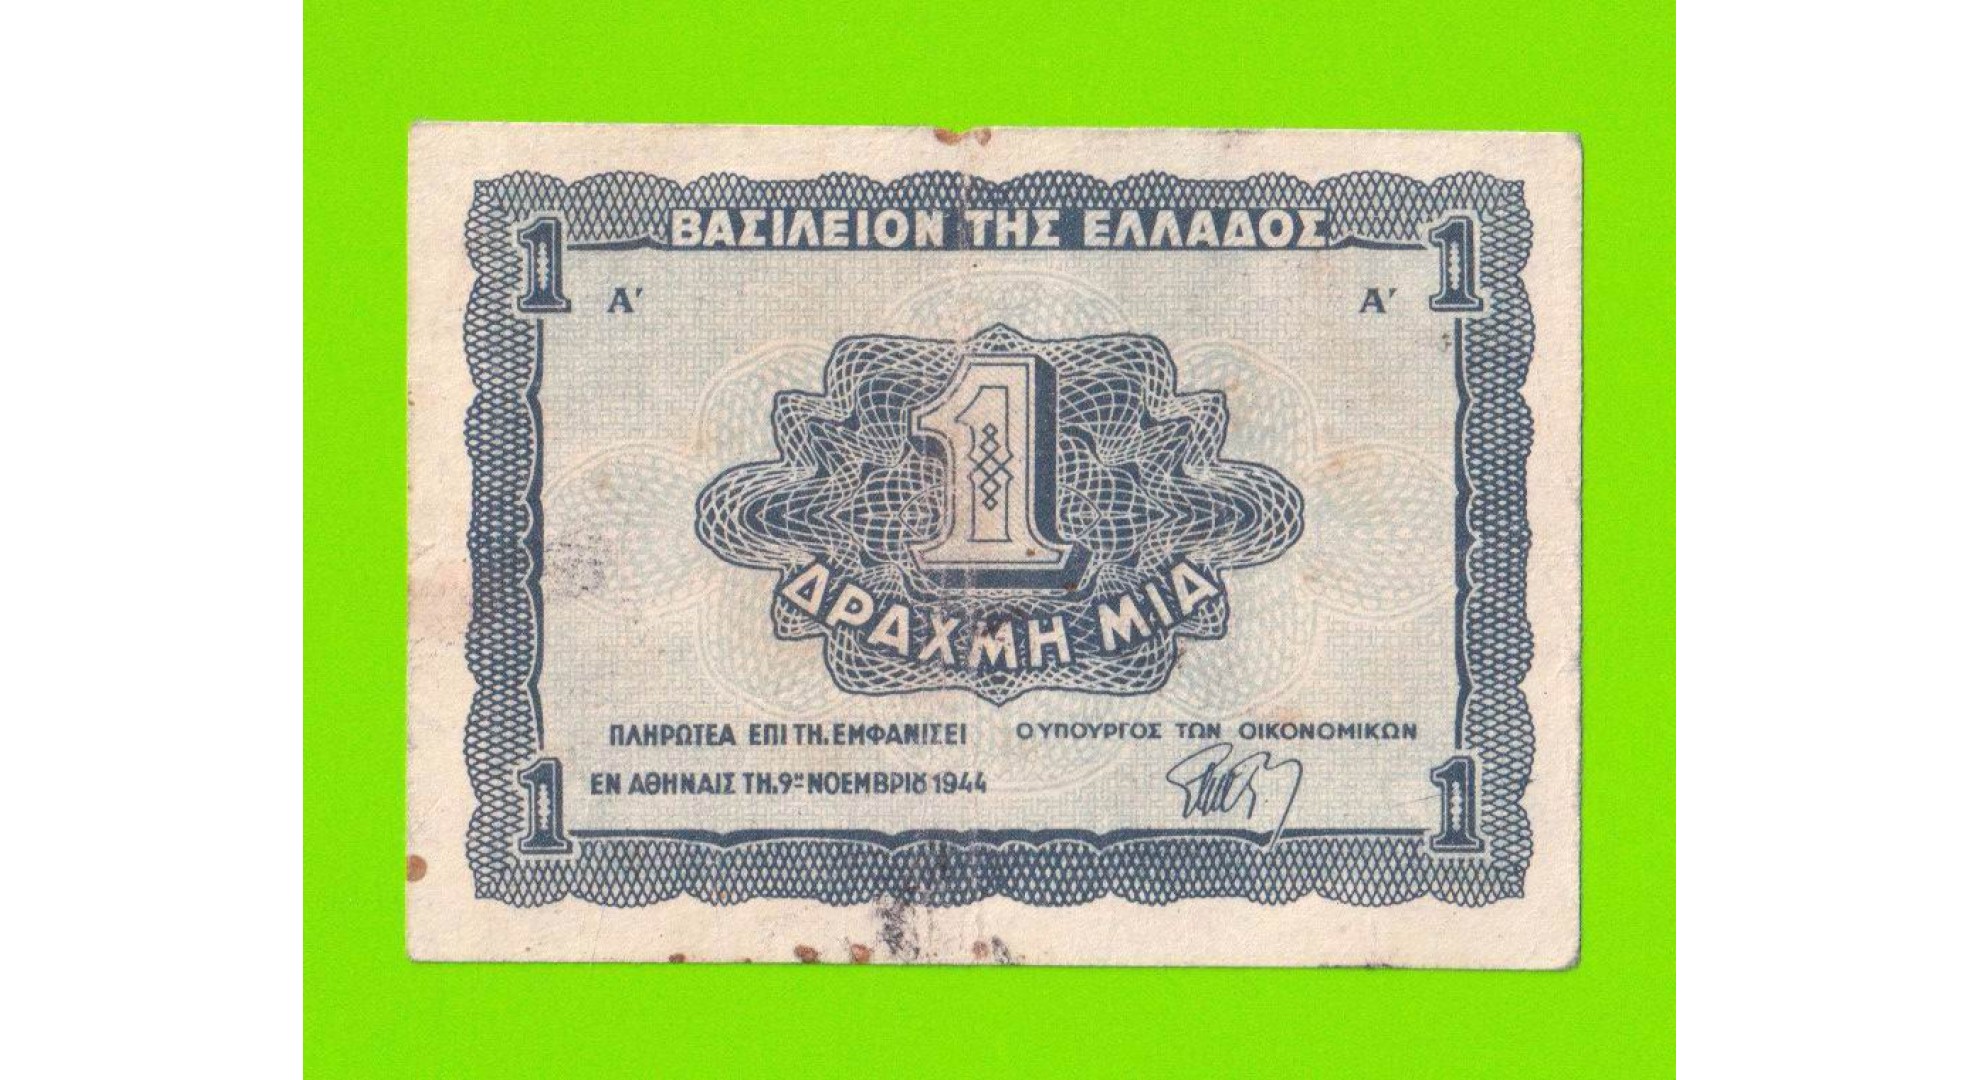 ΒΑΣΙΛΕΙΟΝ ΤΗΣ ΕΛΛΑΔΟΣ
1 1
Α′ Α′
1
ΔΡΑΧΜΗ ΜΙΑ
ΠΛΗΡΩΤΕΑ ΕΠΙ ΤΗ. ΕΜΦΑΝΙΣΕΙ Ο ΥΠΟΥΡΓΟΣ ΤΩΝ ΟΙΚΟΝΟΜΙΚΩΝ
ΕΝ ΑΘΗΝΑΙΣ ΤΗ. 9ῃ ΝΟΕΜΒΡΙȢ 1944
1 1